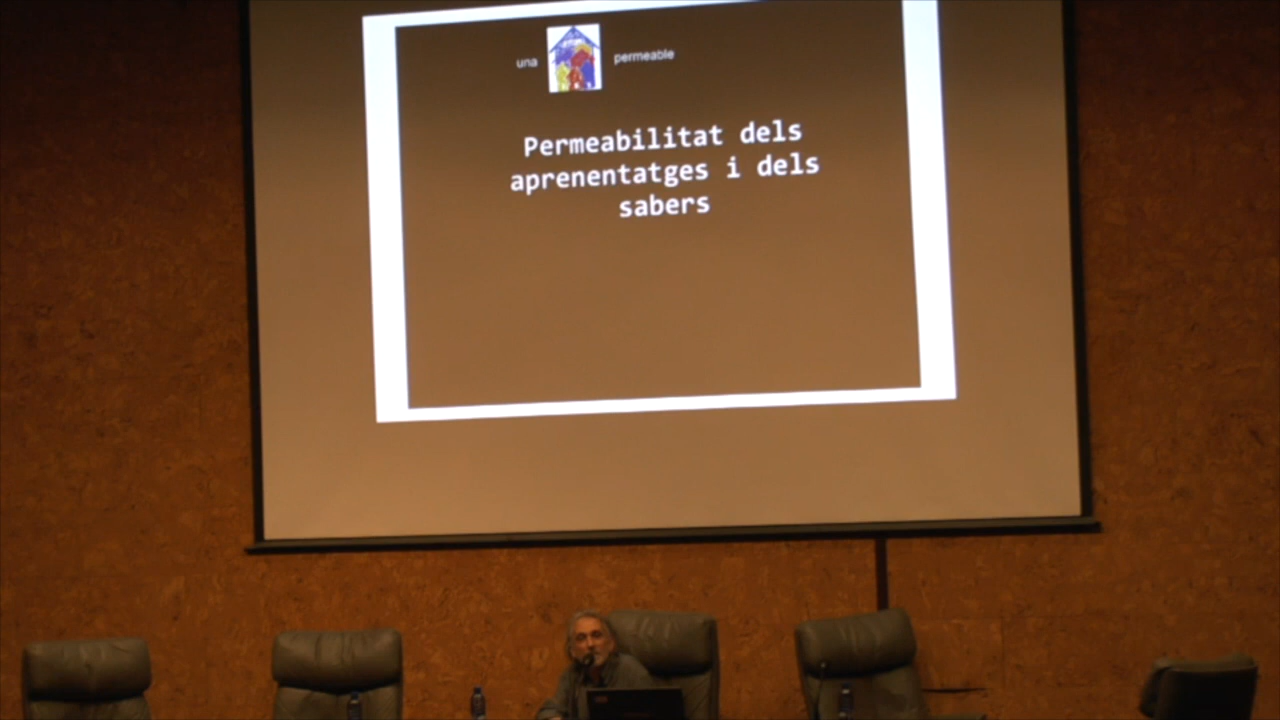 una permeable
Permeabilitat dels
aprenentatges i dels
sabers